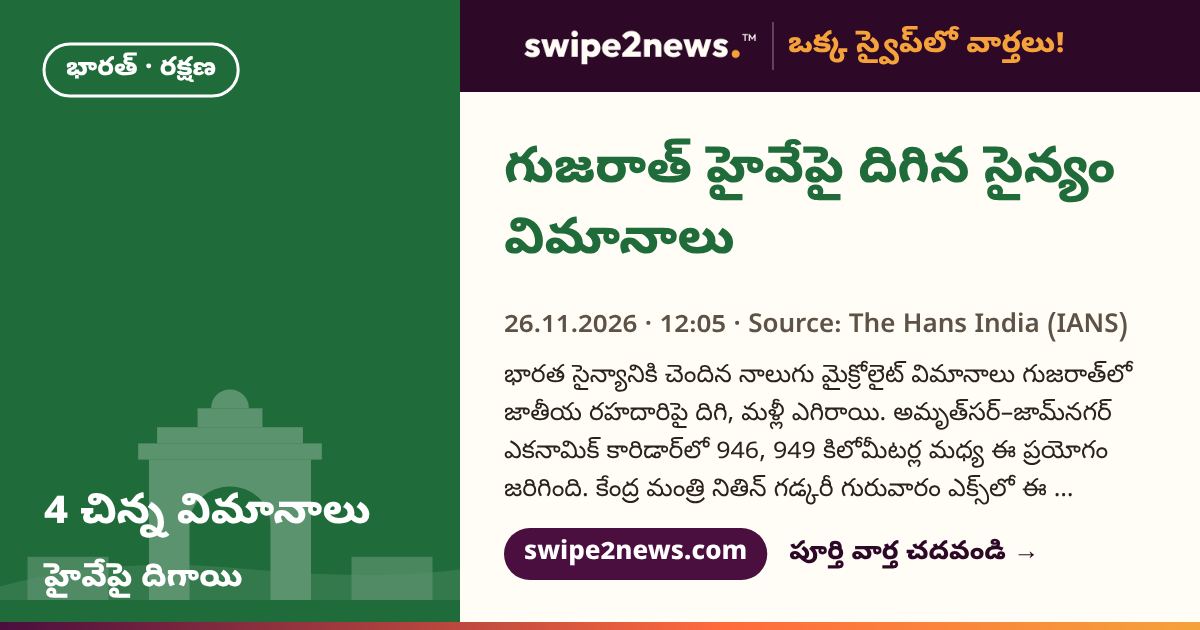 భారత్ · రక్షణ
4 చిన్న విమానాలు
హైవేపై దిగాయి
swipe2news.™ ఒక్క స్వైప్‌లో వార్తలు!
గుజరాత్ హైవేపై దిగిన సైన్యం
విమానాలు
26.11.2026 · 12:05 · Source: The Hans India (IANS)
భారత సైన్యానికి చెందిన నాలుగు మైక్రోలైట్ విమానాలు గుజరాత్‌లో
జాతీయ రహదారిపై దిగి, మళ్లీ ఎగిరాయి. అమృత్‌సర్–జామ్‌నగర్
ఎకనామిక్ కారిడార్‌లో 946, 949 కిలోమీటర్ల మధ్య ఈ ప్రయోగం
జరిగింది. కేంద్ర మంత్రి నితిన్ గడ్కరీ గురువారం ఎక్స్‌లో ఈ ...
swipe2news.com పూర్తి వార్త చదవండి →